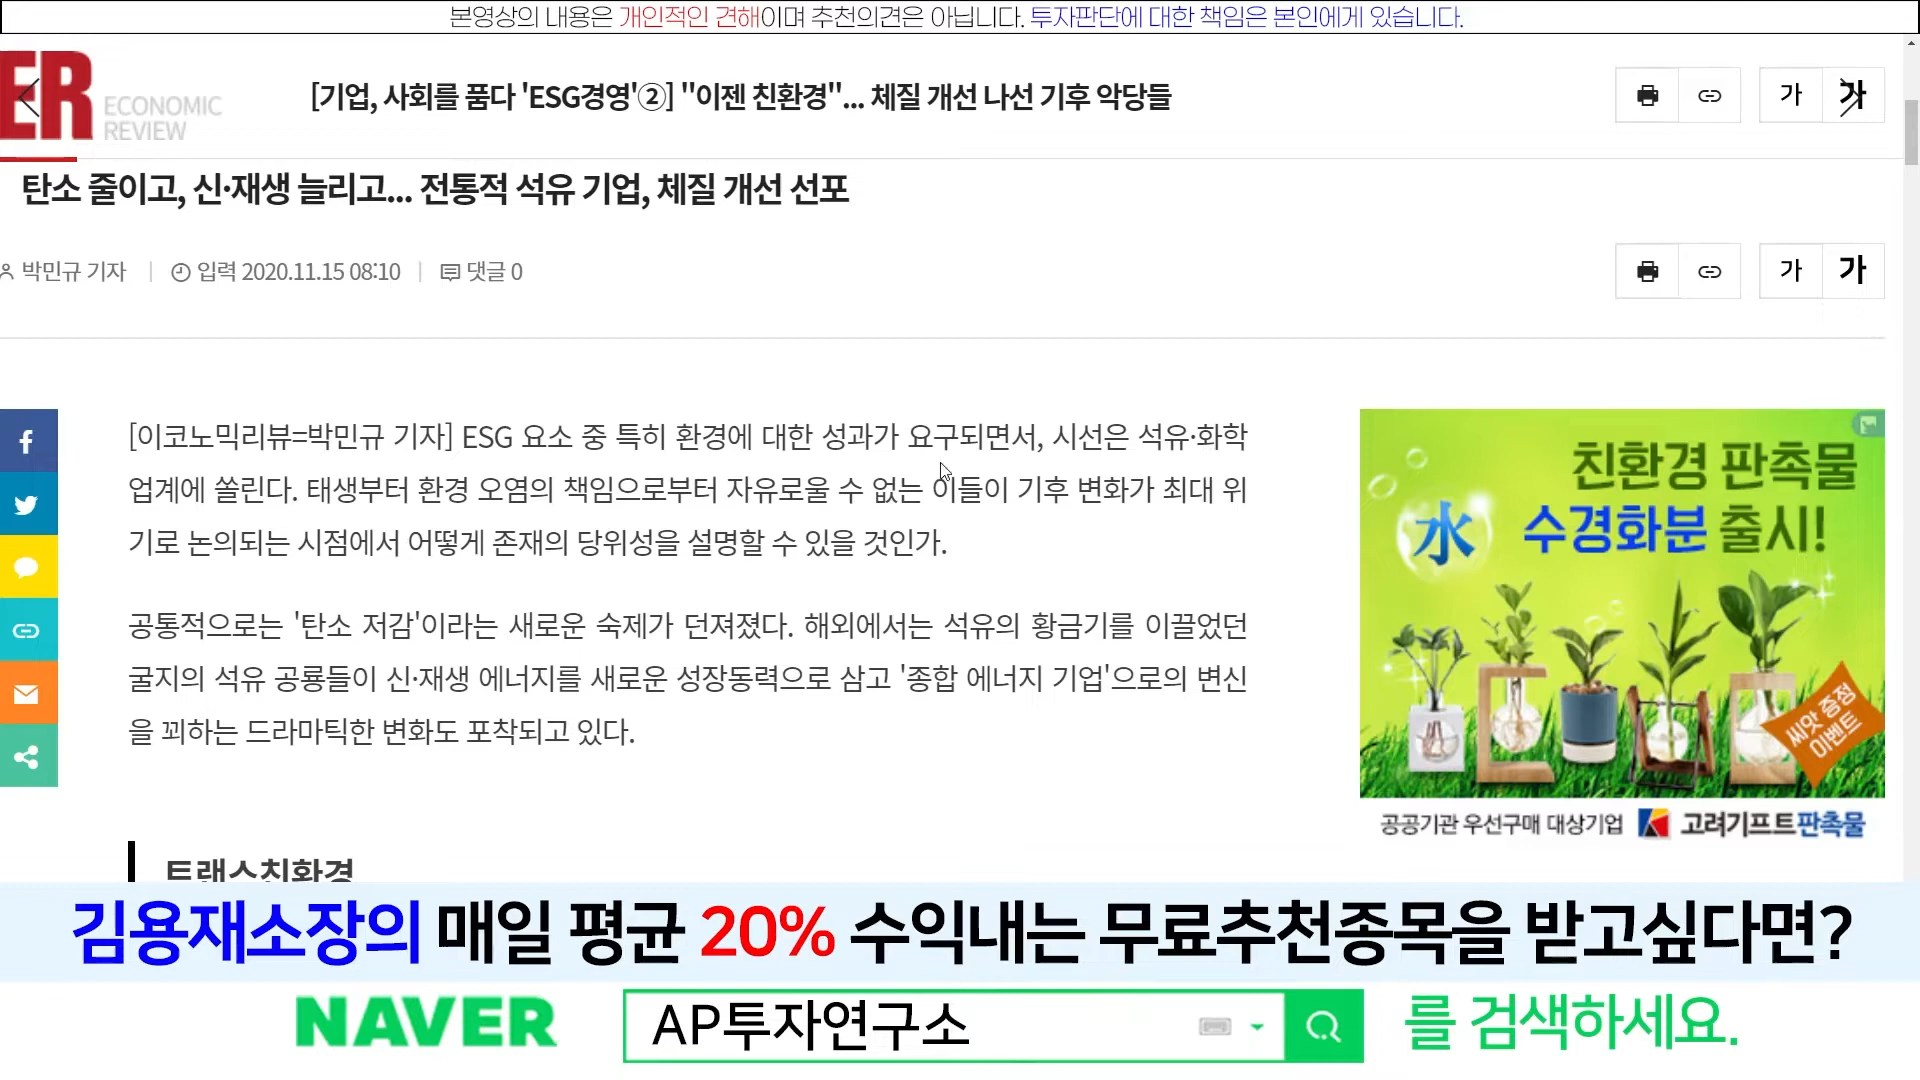 본영상의 내용은 개인적인 견해이며 추천의견은 아닙니다. 투자판단에 대한 책임은 본인에게 있습니다.
ER ECONOMIC REVIEW
[기업, 사회를 품다 'ESG경영'②] "이젠 친환경"... 체질 개선 나선 기후 악당들
가 가
탄소 줄이고, 신·재생 늘리고... 전통적 석유 기업, 체질 개선 선포
박민규 기자 | 입력 2020.11.15 08:10 | 댓글 0
가 가
[이코노믹리뷰=박민규 기자] ESG 요소 중 특히 환경에 대한 성과가 요구되면서, 시선은 석유·화학
업계에 쏠린다. 태생부터 환경 오염의 책임으로부터 자유로울 수 없는 이들이 기후 변화가 최대 위
기로 논의되는 시점에서 어떻게 존재의 당위성을 설명할 수 있을 것인가.
공통적으로는 '탄소 저감'이라는 새로운 숙제가 던져졌다. 해외에서는 석유의 황금기를 이끌었던
굴지의 석유 공룡들이 신·재생 에너지를 새로운 성장동력으로 삼고 '종합 에너지 기업'으로의 변신
을 꾀하는 드라마틱한 변화도 포착되고 있다.
트랜스친환경
친환경 판촉물
水 수경화분 출시!
씨앗 증정
이벤트
공공기관 우선구매 대상기업 고려기프트판촉물
김용재소장의 매일 평균 20% 수익내는 무료추천종목을 받고싶다면?
NAVER AP투자연구소 를 검색하세요.